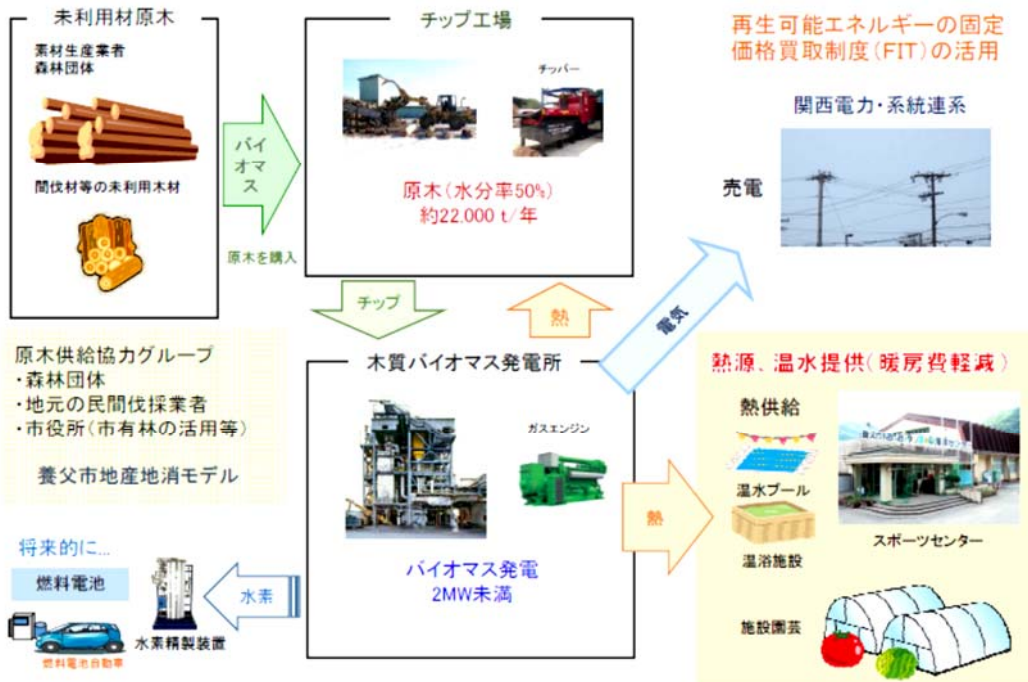 未利用材原木
素材生産業者
森林団体
間伐材等の未利用木材
バイ
オマ
ス
原木を購入
チップ工場
チッパー
原木(水分率50%)
約22,000 t/年
再生可能エネルギーの固定
価格買取制度(FIT)の活用
関西電力・系統連系
売電
チップ
熱
電気
原木供給協力グループ
・森林団体
・地元の民間伐採業者
・市役所(市有林の活用等)
養父市地産地消モデル
木質バイオマス発電所
ガスエンジン
バイオマス発電
2MW未満
熱
熱源、温水提供(暖房費軽減)
熱供給
温水プール
温浴施設
スポーツセンター
施設園芸
将来的に...
燃料電池
燃料電池自動車
水素精製装置
水素